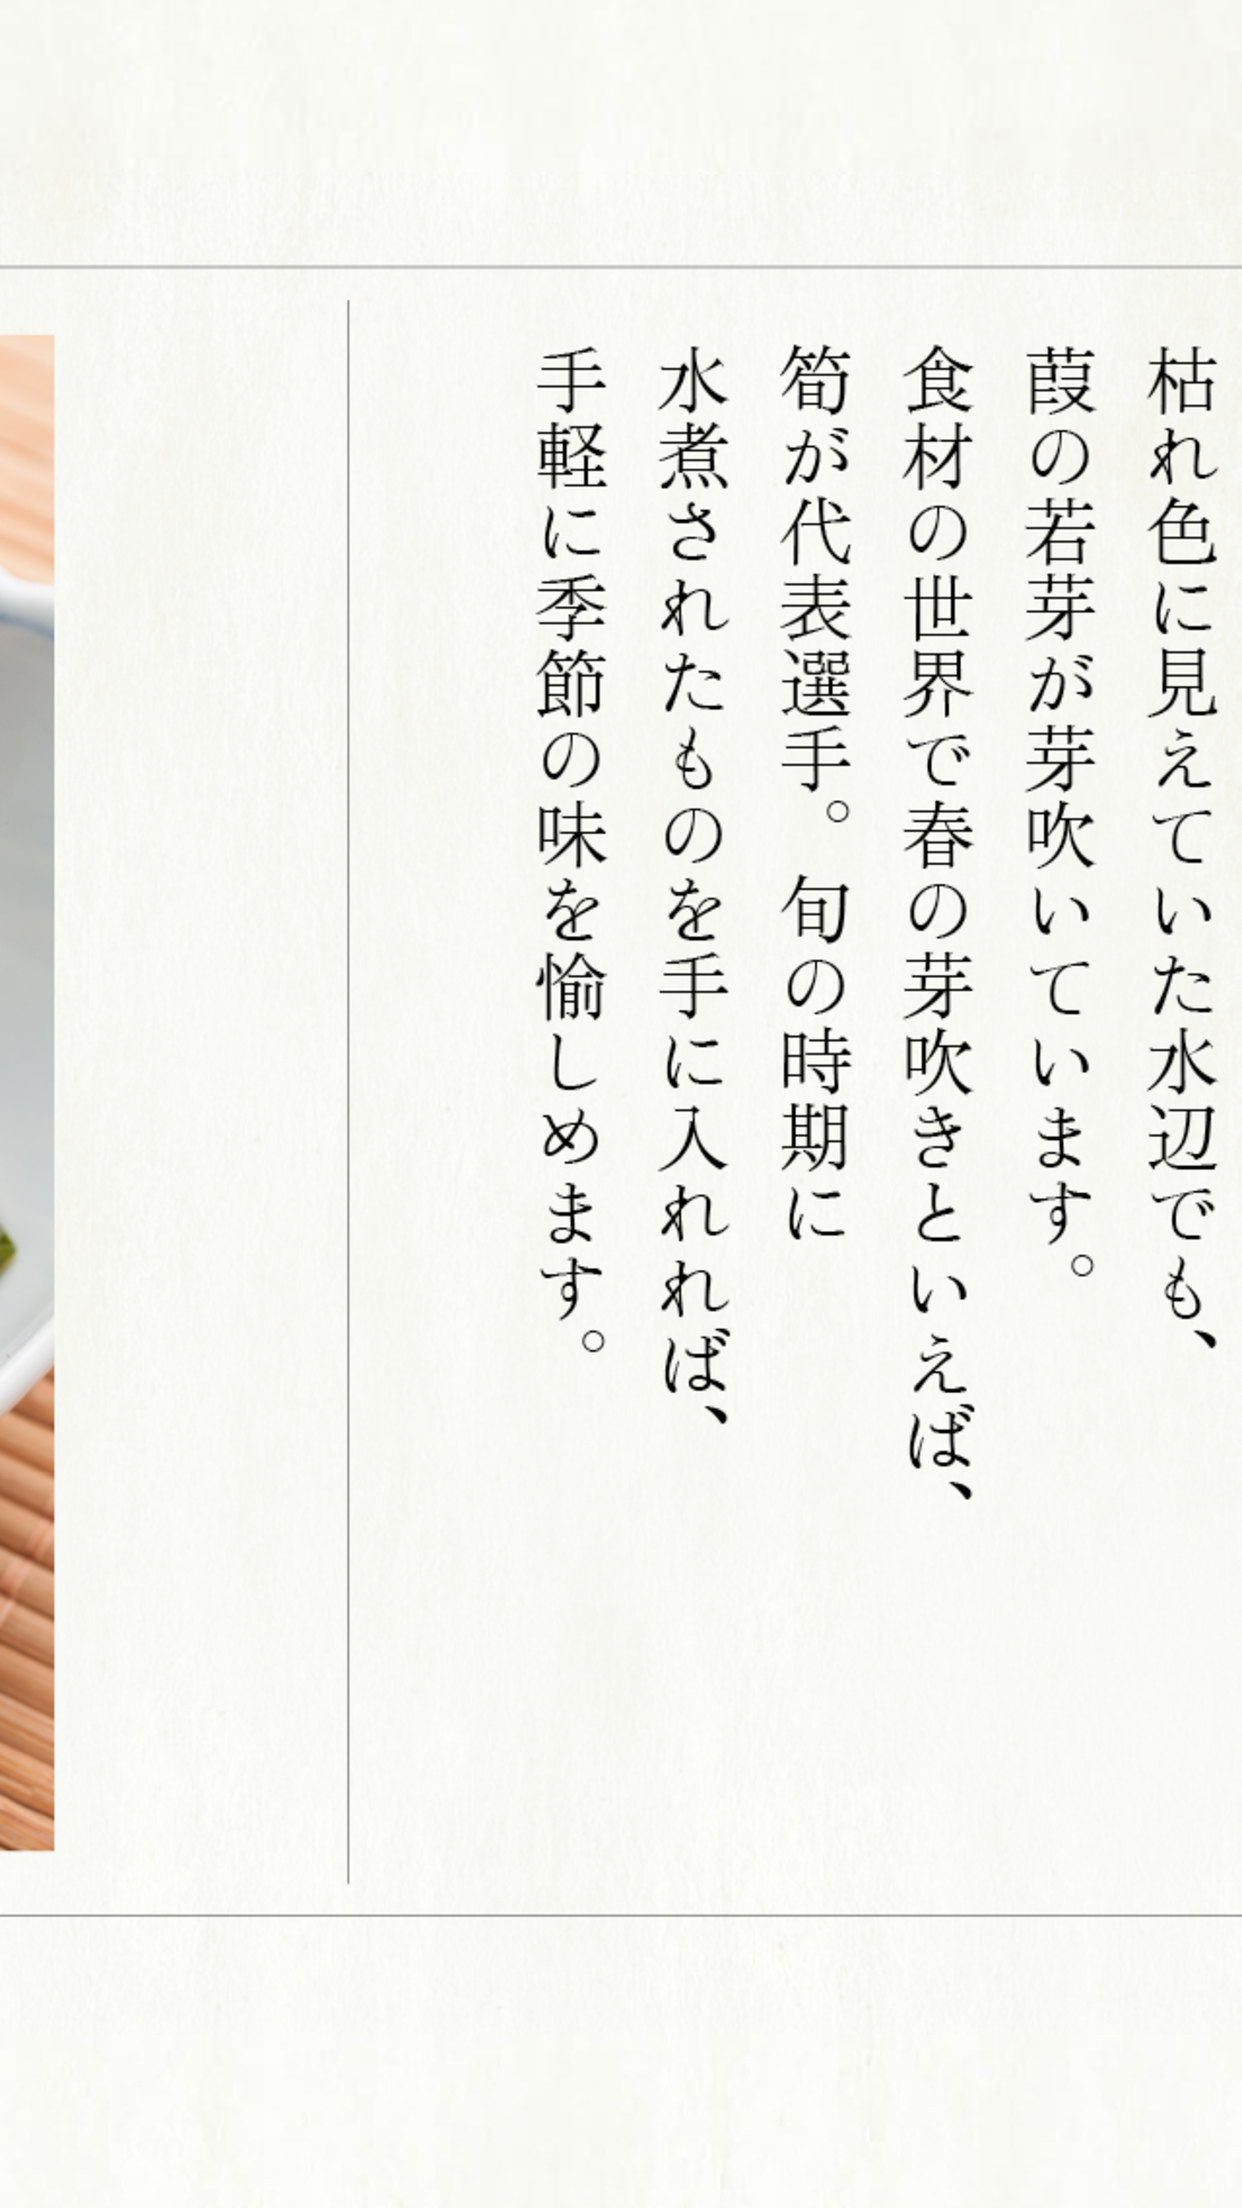 枯れ色に見えていた水辺でも、
葭の若芽が芽吹いています。
食材の世界で春の芽吹きといえば、
筍が代表選手。旬の時期に
水煮されたものを手に入れれば、
手軽に季節の味を愉しめます。